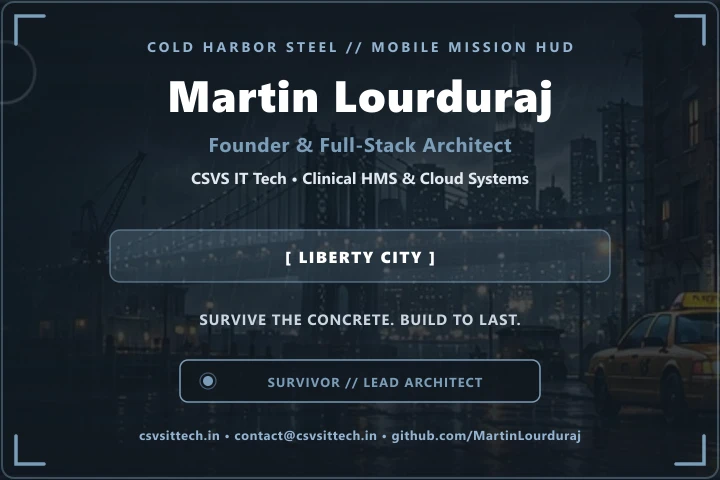 COLD HARBOR STEEL // MOBILE MISSION HUD
Martin Lourduraj
Founder & Full-Stack Architect
CSVS IT Tech • Clinical HMS & Cloud Systems
[ LIBERTY CITY ]
SURVIVE THE CONCRETE. BUILD TO LAST.
SURVIVOR // LEAD ARCHITECT
csvsittech.in • contact@csvsittech.in • github.com/MartinLourduraj